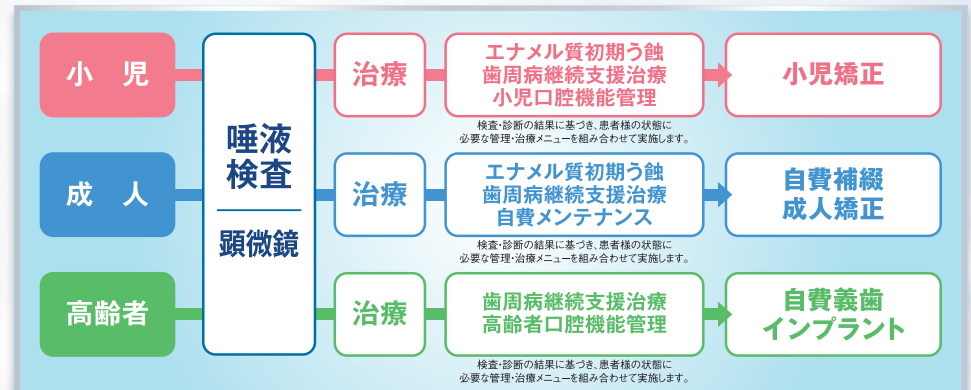 小 児
唾液
検査
顕微鏡
治療
エナメル質初期う蝕
歯周病継続支援治療
小児口腔機能管理
検査・診断の結果に基づき、患者様の状態に
必要な管理・治療メニューを組み合わせて実施します。
小児矯正
成 人
治療
エナメル質初期う蝕
歯周病継続支援治療
自費メンテナンス
検査・診断の結果に基づき、患者様の状態に
必要な管理・治療メニューを組み合わせて実施します。
自費補綴
成人矯正
高齢者
治療
歯周病継続支援治療
高齢者口腔機能管理
検査・診断の結果に基づき、患者様の状態に
必要な管理・治療メニューを組み合わせて実施します。
自費義歯
インプラント